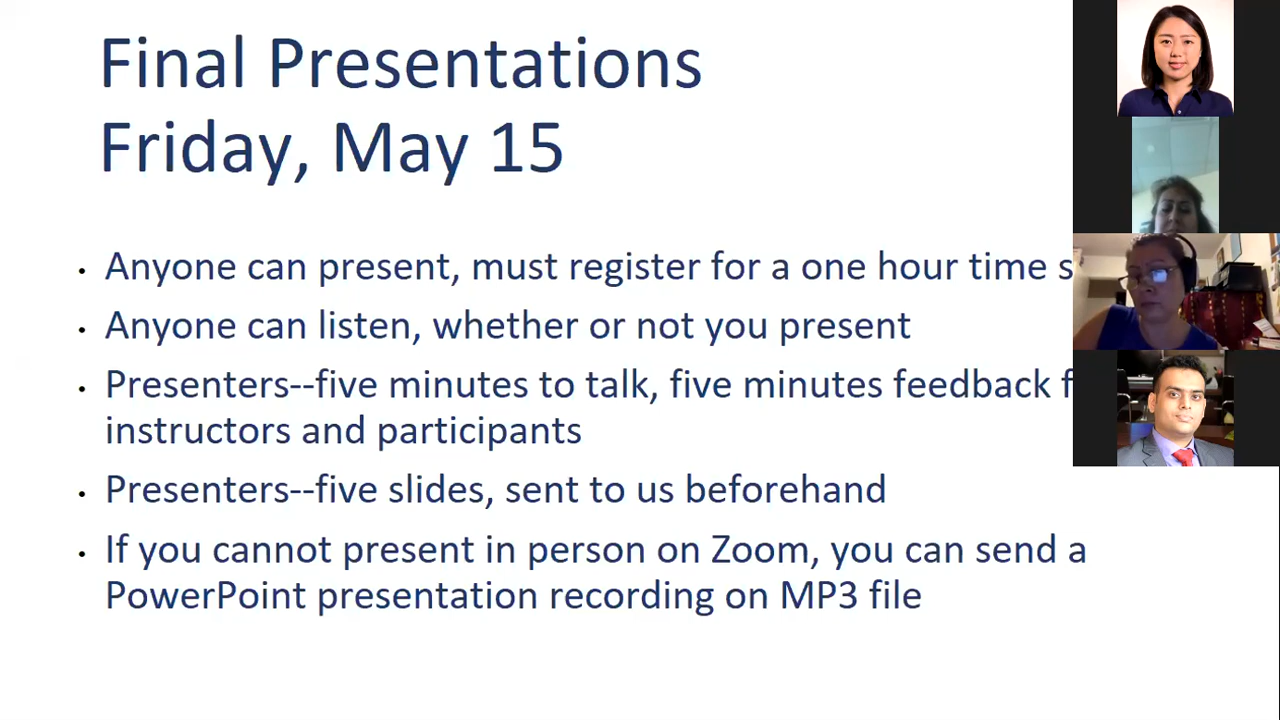 Final Presentations
Friday, May 15
• Anyone can present, must register for a one hour time
• Anyone can listen, whether or not you present
• Presenters--five minutes to talk, five minutes feedback
instructors and participants
• Presenters--five slides, sent to us beforehand
• If you cannot present in person on Zoom, you can send a
PowerPoint presentation recording on MP3 file